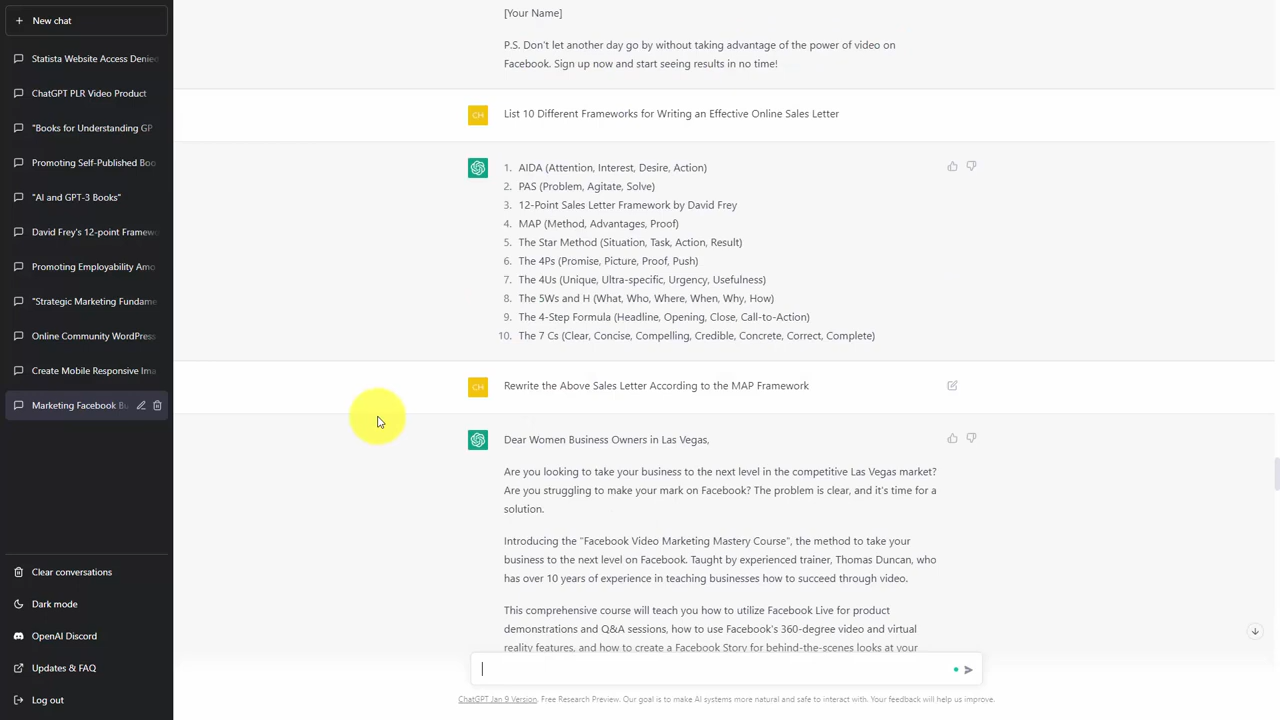 New chat
Statista Website Access Denied
ChatGPT PLR Video Product
"Books for Understanding GP
Promoting Self-Published Boo
"AI and GPT-3 Books"
David Frey's 12-point Framewo
Promoting Employability Amo
"Strategic Marketing Fundame
Online Community WordPress
Create Mobile Responsive Ima
Marketing Facebook Bu
Clear conversations
Dark mode
OpenAI Discord
Updates & FAQ
Log out
[Your Name]
P.S. Don't let another day go by without taking advantage of the power of video on
Facebook. Sign up now and start seeing results in no time!
CH
List 10 Different Frameworks for Writing an Effective Online Sales Letter
1. AIDA (Attention, Interest, Desire, Action)
2. PAS (Problem, Agitate, Solve)
3. 12-Point Sales Letter Framework by David Frey
4. MAP (Method, Advantages, Proof)
5. The Star Method (Situation, Task, Action, Result)
6. The 4Ps (Promise, Picture, Proof, Push)
7. The 4Us (Unique, Ultra-specific, Urgency, Usefulness)
8. The 5Ws and H (What, Who, Where, When, Why, How)
9. The 4-Step Formula (Headline, Opening, Close, Call-to-Action)
10. The 7 Cs (Clear, Concise, Compelling, Credible, Concrete, Correct, Complete)
CH
Rewrite the Above Sales Letter According to the MAP Framework
Dear Women Business Owners in Las Vegas,
Are you looking to take your business to the next level in the competitive Las Vegas market?
Are you struggling to make your mark on Facebook? The problem is clear, and it's time for a
solution.
Introducing the "Facebook Video Marketing Mastery Course", the method to take your
business to the next level on Facebook. Taught by experienced trainer, Thomas Duncan, who
has over 10 years of experience in teaching businesses how to succeed through video.
This comprehensive course will teach you how to utilize Facebook Live for product
demonstrations and Q&A sessions, how to use Facebook's 360-degree video and virtual
reality features, and how to create a Facebook Story for behind-the-scenes looks at your
ChatGPT Jan 9 Version. Free Research Preview. Our goal is to make AI systems more natural and safe to interact with. Your feedback will help us improve.